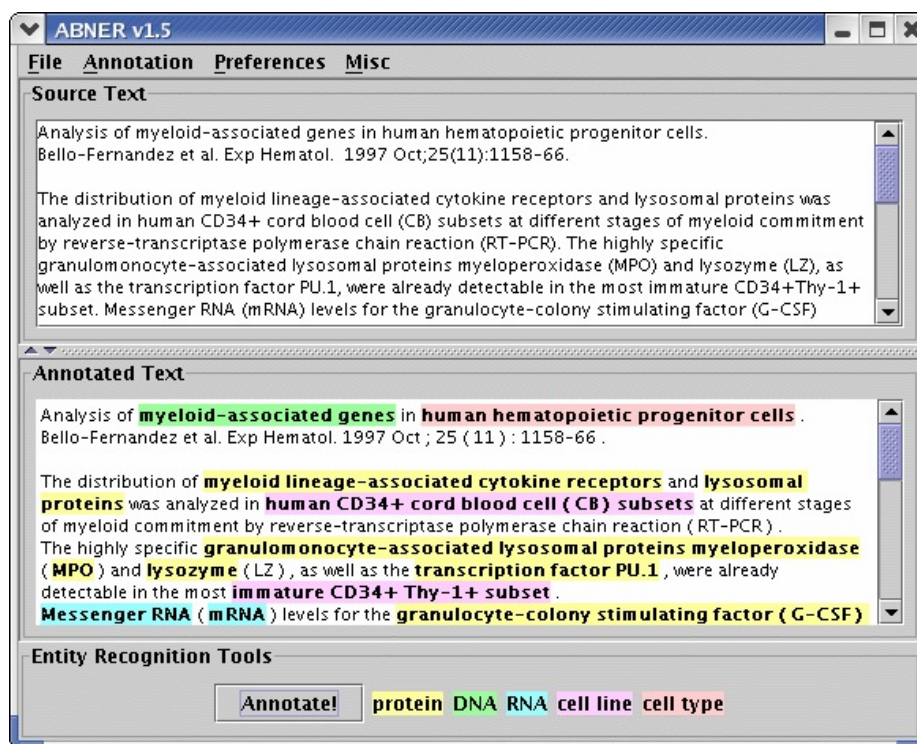 ABNER v1.5
File Annotation Preferences Misc
Source Text
Analysis of myeloid-associated genes in human hematopoietic progenitor cells.
Bello-Fernandez et al. Exp Hematol. 1997 Oct;25(11):1158-66.
The distribution of myeloid lineage-associated cytokine receptors and lysosomal proteins was
analyzed in human CD34+ cord blood cell (CB) subsets at different stages of myeloid commitment
by reverse-transcriptase polymerase chain reaction (RT-PCR). The highly specific
granulomonocyte-associated lysosomal proteins myeloperoxidase (MPO) and lysozyme (LZ), as
well as the transcription factor PU.1, were already detectable in the most immature CD34+Thy-1+
subset. Messenger RNA (mRNA) levels for the granulocyte-colony stimulating factor (G-CSF)
Annotated Text
Analysis of myeloid-associated genes in human hematopoietic progenitor cells .
Bello-Fernandez et al. Exp Hematol. 1997 Oct ; 25 ( 11 ) : 1158-66 .
The distribution of myeloid lineage-associated cytokine receptors and lysosomal
proteins was analyzed in human CD34+ cord blood cell ( CB ) subsets at different stages
of myeloid commitment by reverse-transcriptase polymerase chain reaction ( RT-PCR ) .
The highly specific granulomonocyte-associated lysosomal proteins myeloperoxidase
( MPO ) and lysozyme ( LZ ) , as well as the transcription factor PU.1 , were already
detectable in the most immature CD34+ Thy-1+ subset .
Messenger RNA ( mRNA ) levels for the granulocyte-colony stimulating factor ( G-CSF )
Entity Recognition Tools
Annotate! protein DNA RNA cell line cell type